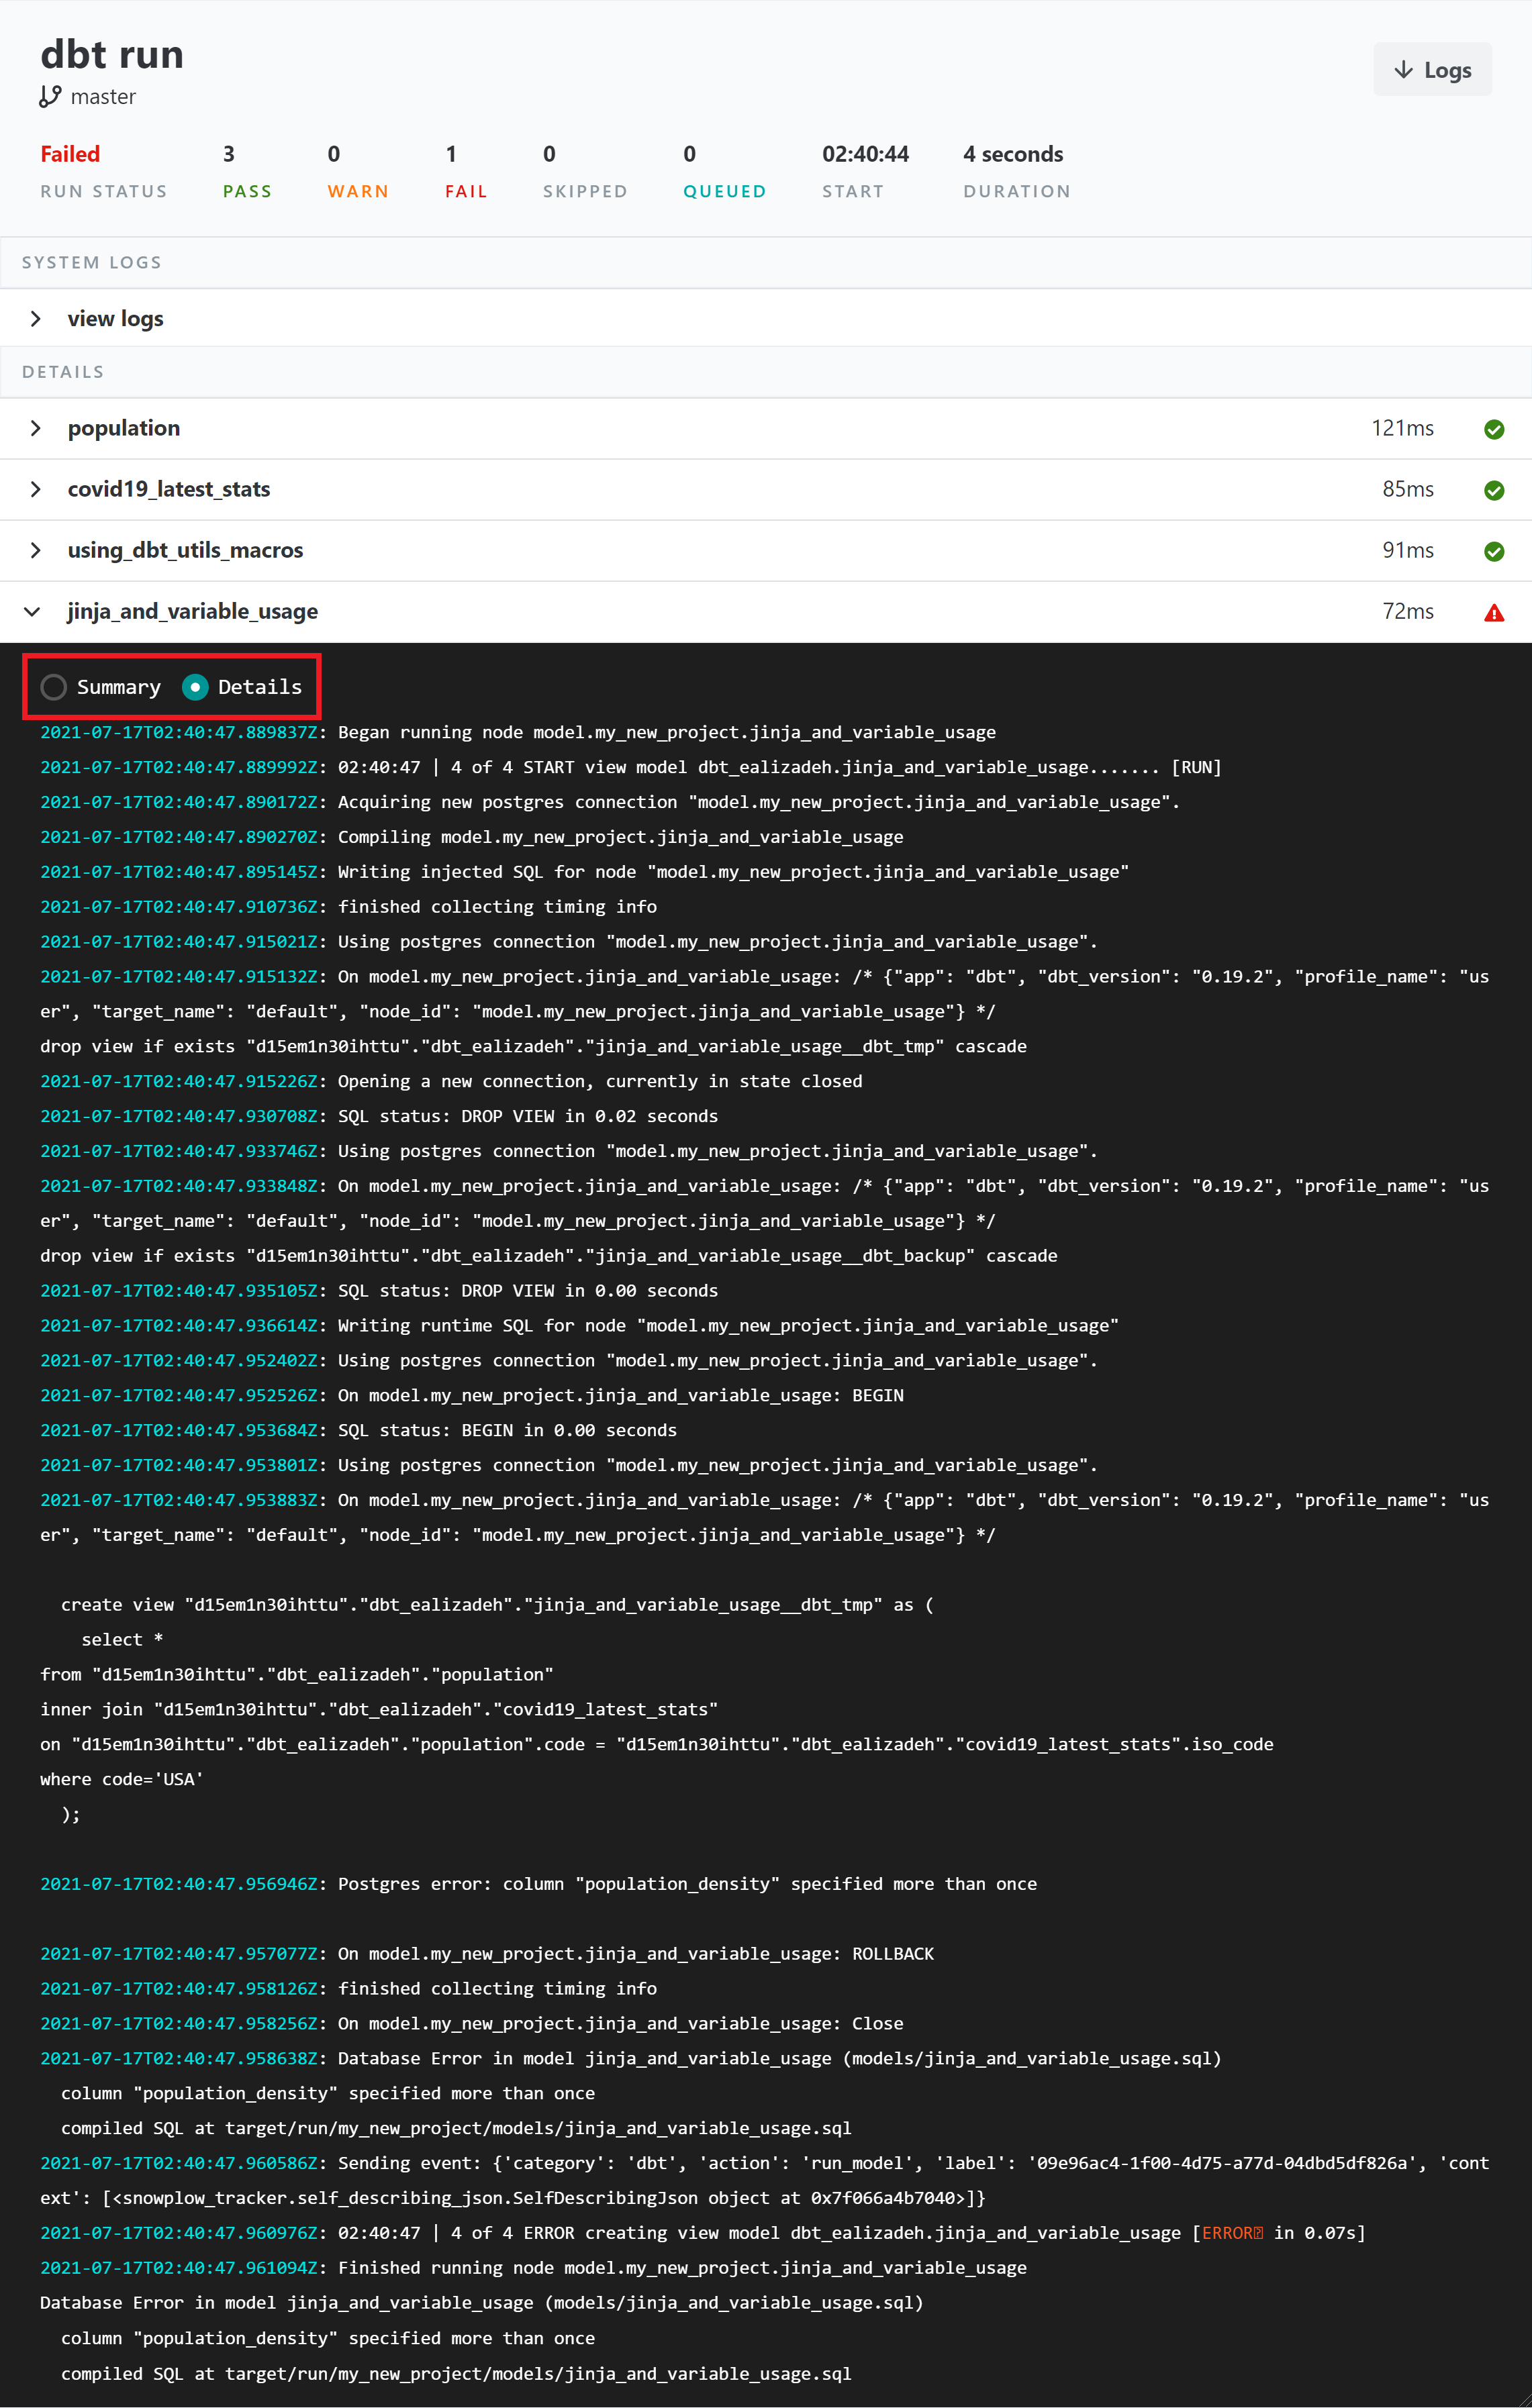 dbt run
master
Logs
Failed 3 0 1 0 0 02:40:44 4 seconds
RUN STATUS PASS WARN FAIL SKIPPED QUEUED START DURATION
SYSTEM LOGS
view logs
DETAILS
population 121ms
covid19_latest_stats 85ms
using_dbt_utils_macros 91ms
jinja_and_variable_usage 72ms
Summary Details
2021-07-17T02:40:47.889837Z: Began running node model.my_new_project.jinja_and_variable_usage
2021-07-17T02:40:47.889992Z: 02:40:47 | 4 of 4 START view model dbt_ealizadeh.jinja_and_variable_usage....... [RUN]
2021-07-17T02:40:47.890172Z: Acquiring new postgres connection "model.my_new_project.jinja_and_variable_usage".
2021-07-17T02:40:47.890270Z: Compiling model.my_new_project.jinja_and_variable_usage
2021-07-17T02:40:47.895145Z: Writing injected SQL for node "model.my_new_project.jinja_and_variable_usage"
2021-07-17T02:40:47.910736Z: finished collecting timing info
2021-07-17T02:40:47.915021Z: Using postgres connection "model.my_new_project.jinja_and_variable_usage".
2021-07-17T02:40:47.915132Z: On model.my_new_project.jinja_and_variable_usage: /* {"app": "dbt", "dbt_version": "0.19.2", "profile_name": "us
er", "target_name": "default", "node_id": "model.my_new_project.jinja_and_variable_usage"} */
drop view if exists "d15em1n30ihttu"."dbt_ealizadeh"."jinja_and_variable_usage__dbt_tmp" cascade
2021-07-17T02:40:47.915226Z: Opening a new connection, currently in state closed
2021-07-17T02:40:47.930708Z: SQL status: DROP VIEW in 0.02 seconds
2021-07-17T02:40:47.933746Z: Using postgres connection "model.my_new_project.jinja_and_variable_usage".
2021-07-17T02:40:47.933848Z: On model.my_new_project.jinja_and_variable_usage: /* {"app": "dbt", "dbt_version": "0.19.2", "profile_name": "us
er", "target_name": "default", "node_id": "model.my_new_project.jinja_and_variable_usage"} */
drop view if exists "d15em1n30ihttu"."dbt_ealizadeh"."jinja_and_variable_usage__dbt_backup" cascade
2021-07-17T02:40:47.935105Z: SQL status: DROP VIEW in 0.00 seconds
2021-07-17T02:40:47.936614Z: Writing runtime SQL for node "model.my_new_project.jinja_and_variable_usage"
2021-07-17T02:40:47.952402Z: Using postgres connection "model.my_new_project.jinja_and_variable_usage".
2021-07-17T02:40:47.952526Z: On model.my_new_project.jinja_and_variable_usage: BEGIN
2021-07-17T02:40:47.953684Z: SQL status: BEGIN in 0.00 seconds
2021-07-17T02:40:47.953801Z: Using postgres connection "model.my_new_project.jinja_and_variable_usage".
2021-07-17T02:40:47.953883Z: On model.my_new_project.jinja_and_variable_usage: /* {"app": "dbt", "dbt_version": "0.19.2", "profile_name": "us
er", "target_name": "default", "node_id": "model.my_new_project.jinja_and_variable_usage"} */
create view "d15em1n30ihttu"."dbt_ealizadeh"."jinja_and_variable_usage__dbt_tmp" as (
select *
from "d15em1n30ihttu"."dbt_ealizadeh"."population"
inner join "d15em1n30ihttu"."dbt_ealizadeh"."covid19_latest_stats"
on "d15em1n30ihttu"."dbt_ealizadeh"."population".code = "d15em1n30ihttu"."dbt_ealizadeh"."covid19_latest_stats".iso_code
where code='USA'
);
2021-07-17T02:40:47.956946Z: Postgres error: column "population_density" specified more than once
2021-07-17T02:40:47.957077Z: On model.my_new_project.jinja_and_variable_usage: ROLLBACK
2021-07-17T02:40:47.958126Z: finished collecting timing info
2021-07-17T02:40:47.958256Z: On model.my_new_project.jinja_and_variable_usage: Close
2021-07-17T02:40:47.958638Z: Database Error in model jinja_and_variable_usage (models/jinja_and_variable_usage.sql)
column "population_density" specified more than once
compiled SQL at target/run/my_new_project/models/jinja_and_variable_usage.sql
2021-07-17T02:40:47.960586Z: Sending event: {'category': 'dbt', 'action': 'run_model', 'label': '09e96ac4-1f00-4d75-a77d-04dbd5df826a', 'cont
ext': [<snowplow_tracker.self_describing_json.SelfDescribingJson object at 0x7f066a4b7040>]}
2021-07-17T02:40:47.960976Z: 02:40:47 | 4 of 4 ERROR creating view model dbt_ealizadeh.jinja_and_variable_usage [ERROR in 0.07s]
2021-07-17T02:40:47.961094Z: Finished running node model.my_new_project.jinja_and_variable_usage
Database Error in model jinja_and_variable_usage (models/jinja_and_variable_usage.sql)
column "population_density" specified more than once
compiled SQL at target/run/my_new_project/models/jinja_and_variable_usage.sql